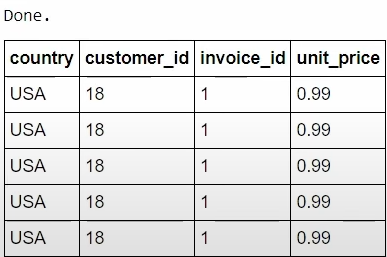 Done.
country customer_id invoice_id unit_price
USA 18 1 0.99
USA 18 1 0.99
USA 18 1 0.99
USA 18 1 0.99
USA 18 1 0.99